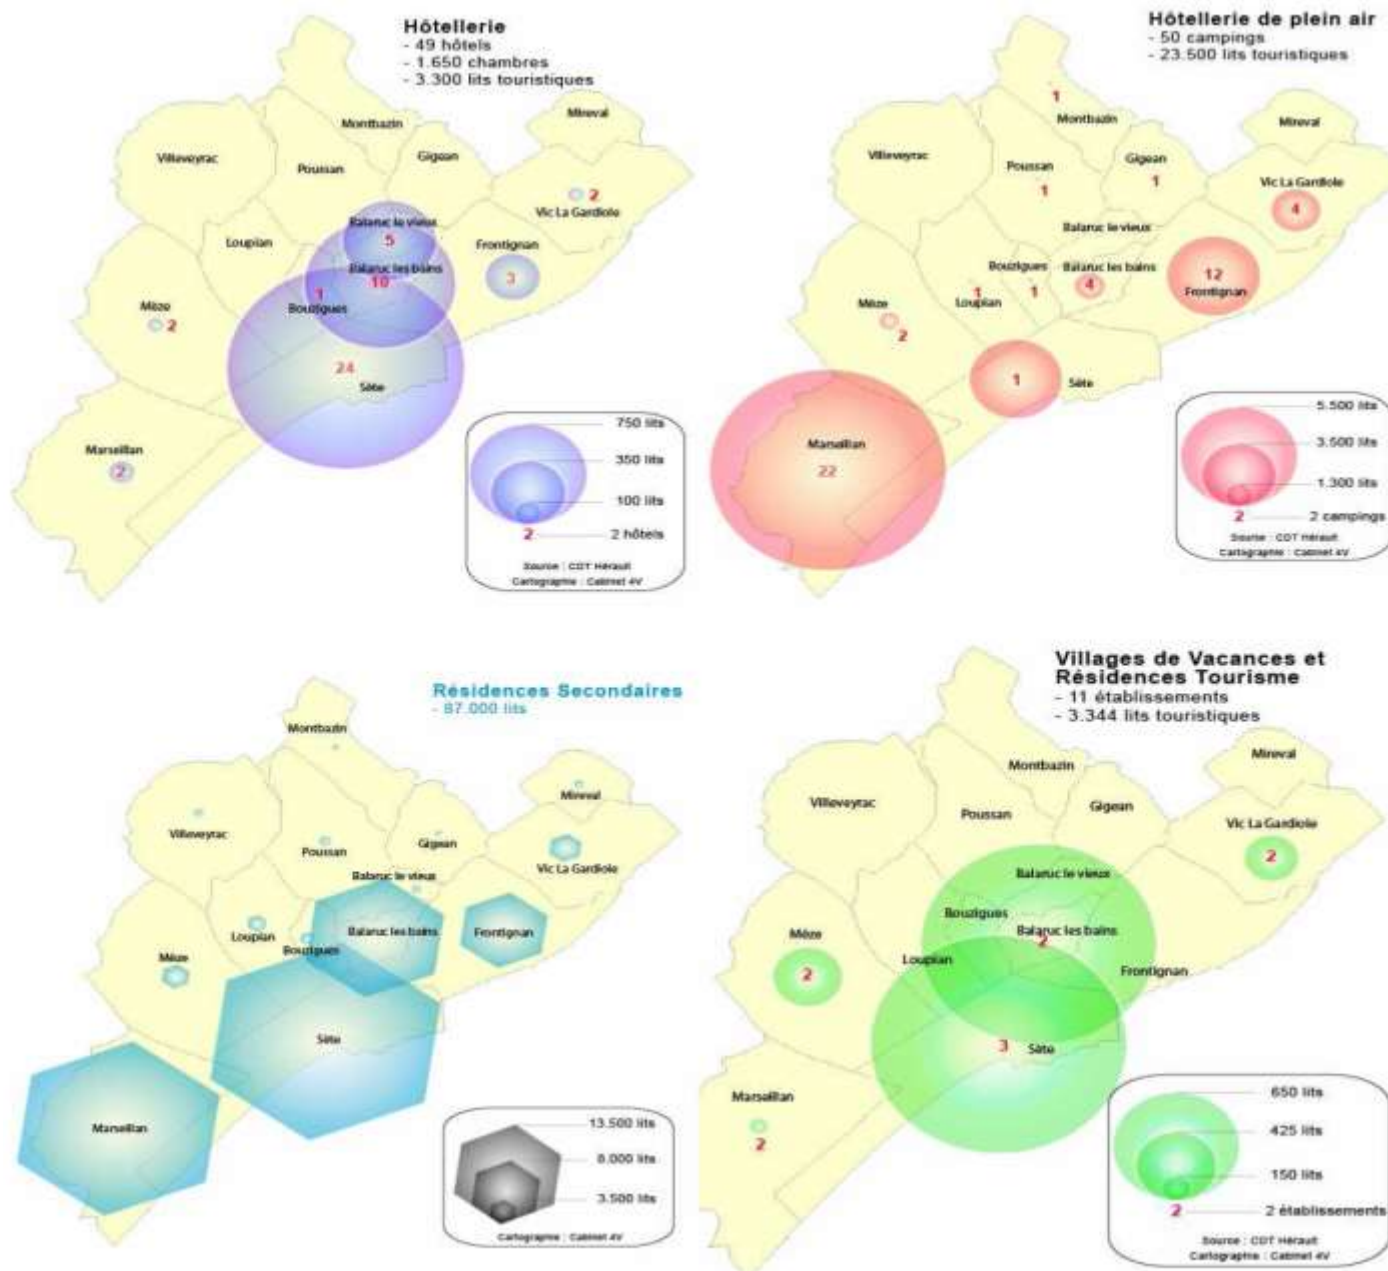 Hôtellerie
- 49 hôtels
- 1.650 chambres
- 3.300 lits touristiques
Mireval
Montbazin
Villeveyrac
Gigean
Poussan
2
Vic La Gardiole
Balaruc le vieux
5
Loupian
Frontignan
Balaruc les bains
10
3
1
Bouzigues
Mèze
2
24
Sète
Marseillan
2
750 lits
350 lits
100 lits
2 2 hôtels
Source : CDT Hérault
Cartographie : Cabinet 4V
Hôtellerie de plein air
- 50 campings
- 23.500 lits touristiques
1
Montbazin
Mireval
Villeveyrac
Poussan
Gigean
1
1
Vic La Gardiole
4
Balaruc le vieux
Bouzigues
Balaruc les bains
4
12
Frontignan
1
1
Loupian
Mèze
2
1
Sète
Marseillan
22
5.500 lits
3.500 lits
1.300 lits
2 2 campings
Source : CDT Hérault
Cartographie : Cabinet 4V
Résidences Secondaires
- 87.000 lits
Montbazin
Mireval
Villeveyrac
Poussan
Gigean
Vic La Gardiole
Balaruc le vieux
Loupian
Bouzigues
Balaruc les bains
Frontignan
Mèze
Sète
Marseillan
13.500 lits
8.000 lits
3.500 lits
Cartographie : Cabinet 4V
Villages de Vacances et
Résidences Tourisme
- 11 établissements
- 3.344 lits touristiques
Mireval
Montbazin
Villeveyrac
Gigean
Poussan
Vic La Gardiole
2
Balaruc le vieux
Bouzigues
Balaruc les bains
2
Mèze
2
Loupian
Frontignan
3
Sète
Marseillan
2
650 lits
425 lits
150 lits
2 2 établissements
Source : CDT Hérault
Cartographie : Cabinet 4V